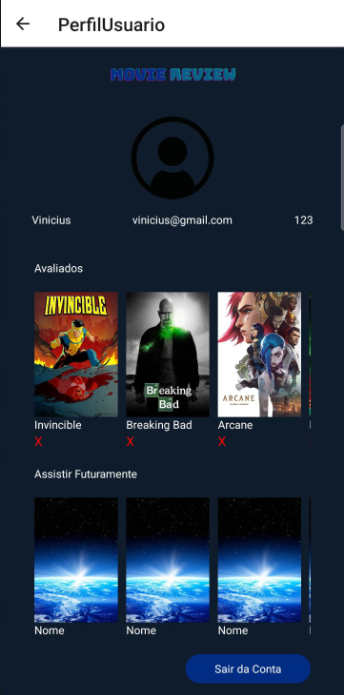 PerfilUsuario
MOVIE REVIEW
Vinicius vinicius@gmail.com 123
Avaliados
INVINCIBLE
Breaking
Bad
ARCANE
Invincible Breaking Bad Arcane
X X X
Assistir Futuramente
Nome Nome Nome
Sair da Conta